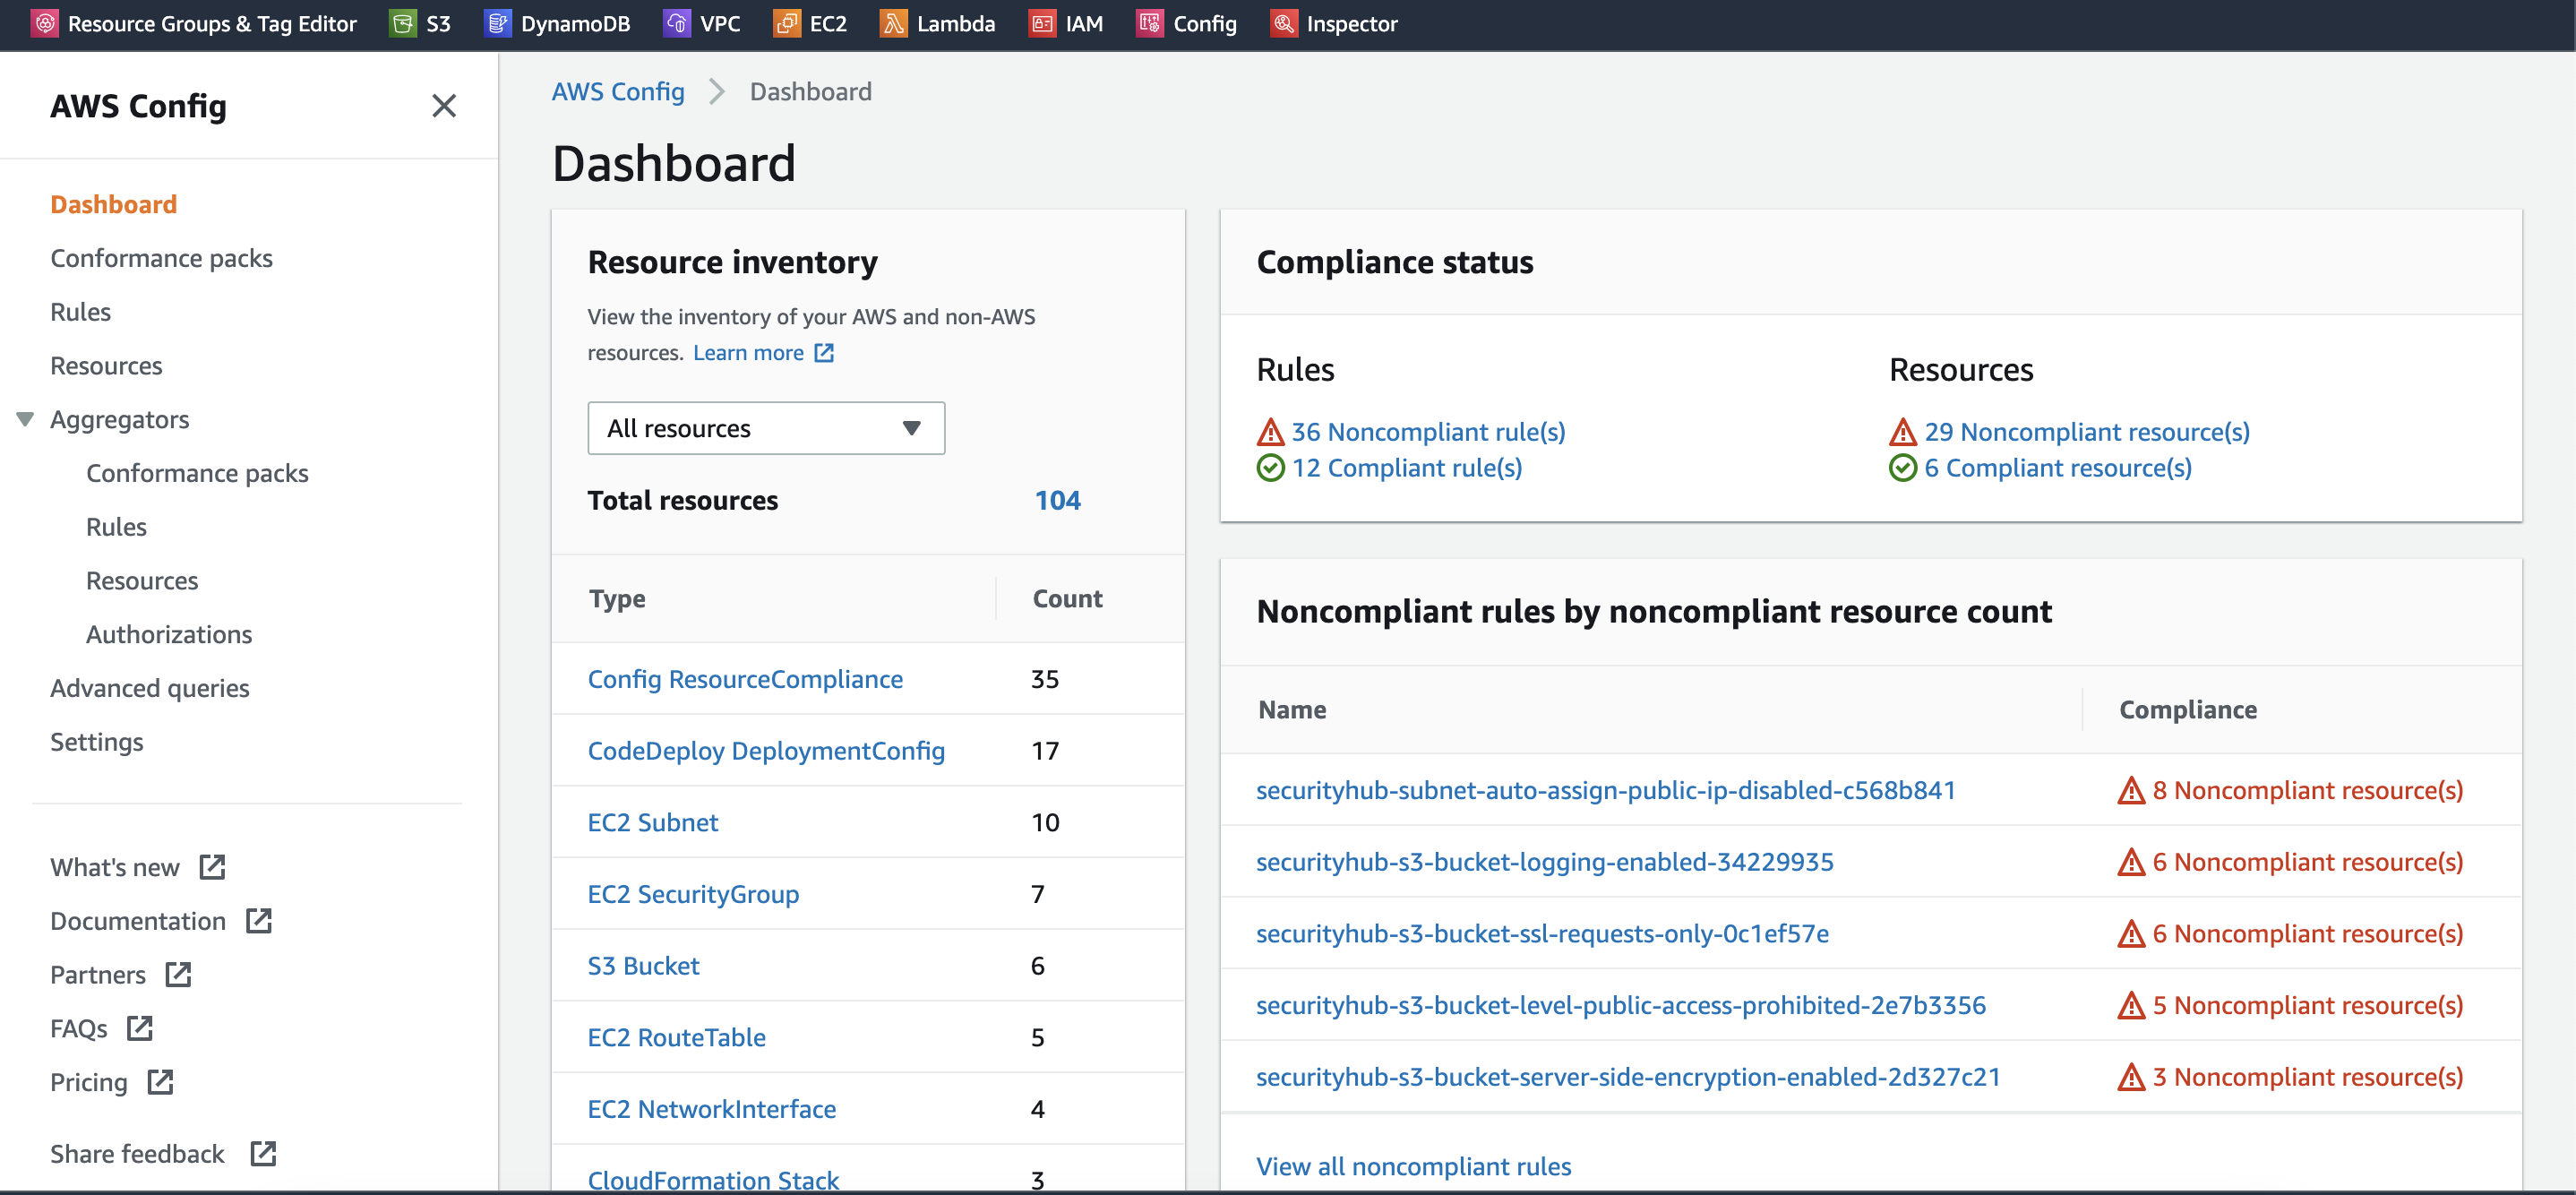 Resource Groups & Tag Editor S3 DynamoDB VPC EC2 Lambda IAM Config Inspector
AWS Config
Dashboard
Conformance packs
Rules
Resources
Aggregators
Conformance packs
Rules
Resources
Authorizations
Advanced queries
Settings
What's new
Documentation
Partners
FAQs
Pricing
Share feedback
AWS Config Dashboard
Dashboard
Resource inventory
View the inventory of your AWS and non-AWS
resources. Learn more
All resources
Total resources 104
Type Count
Config ResourceCompliance 35
CodeDeploy DeploymentConfig 17
EC2 Subnet 10
EC2 SecurityGroup 7
S3 Bucket 6
EC2 RouteTable 5
EC2 NetworkInterface 4
CloudFormation Stack 3
Compliance status
Rules
36 Noncompliant rule(s)
12 Compliant rule(s)
Resources
29 Noncompliant resource(s)
6 Compliant resource(s)
Noncompliant rules by noncompliant resource count
Name Compliance
securityhub-subnet-auto-assign-public-ip-disabled-c568b841 8 Noncompliant resource(s)
securityhub-s3-bucket-logging-enabled-34229935 6 Noncompliant resource(s)
securityhub-s3-bucket-ssl-requests-only-0c1ef57e 6 Noncompliant resource(s)
securityhub-s3-bucket-level-public-access-prohibited-2e7b3356 5 Noncompliant resource(s)
securityhub-s3-bucket-server-side-encryption-enabled-2d327c21 3 Noncompliant resource(s)
View all noncompliant rules